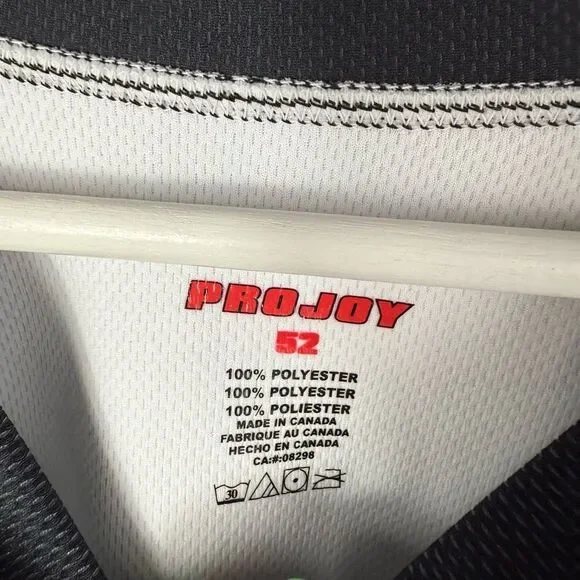 PROJOY
52
100% POLYESTER
100% POLYESTER
100% POLIESTER
MADE IN CANADA
FABRIQUE AU CANADA
HECHO EN CANADA
CA:#:08298
30